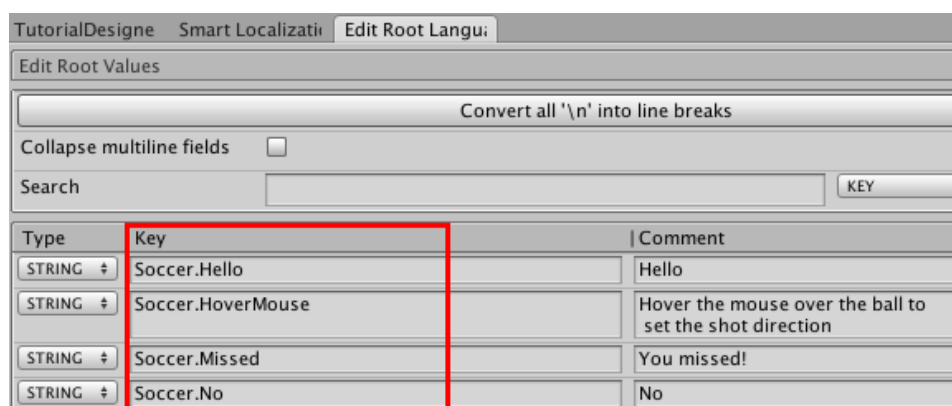 TutorialDesigne Smart Localizati Edit Root Langu
Edit Root Values
Convert all '\n' into line breaks
Collapse multiline fields
Search KEY
Type Key Comment
STRING Soccer.Hello Hello
STRING Soccer.HoverMouse Hover the mouse over the ball to
set the shot direction
STRING Soccer.Missed You missed!
STRING Soccer.No No